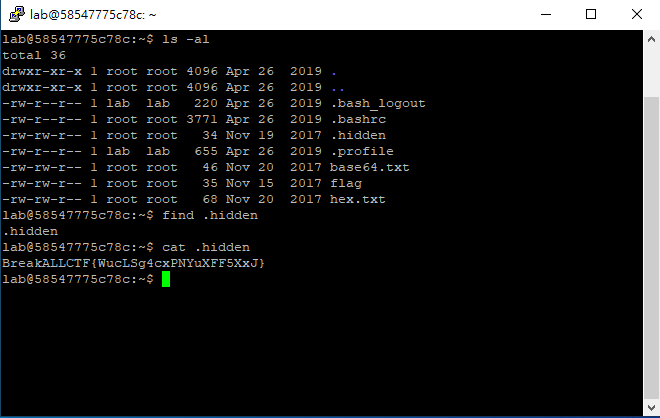 lab@58547775c78c: ~
lab@58547775c78c:~$ ls -al
total 36
drwxr-xr-x 1 root root 4096 Apr 26  2019 .
drwxr-xr-x 1 root root 4096 Apr 26  2019 ..
-rw-r--r-- 1 lab  lab   220 Apr 26  2019 .bash_logout
-rw-rw-r-- 1 root root 3771 Apr 26  2019 .bashrc
-rw-rw-r-- 1 root root   34 Nov 19  2017 .hidden
-rw-r--r-- 1 lab  lab   655 Apr 26  2019 .profile
-rw-rw-r-- 1 root root   46 Nov 20  2017 base64.txt
-rw-rw-r-- 1 root root   35 Nov 15  2017 flag
-rw-rw-r-- 1 root root   68 Nov 20  2017 hex.txt
lab@58547775c78c:~$ find .hidden
.hidden
lab@58547775c78c:~$ cat .hidden
BreakALLCTF{WucLSg4cxPNYuXFF5XxJ}
lab@58547775c78c:~$